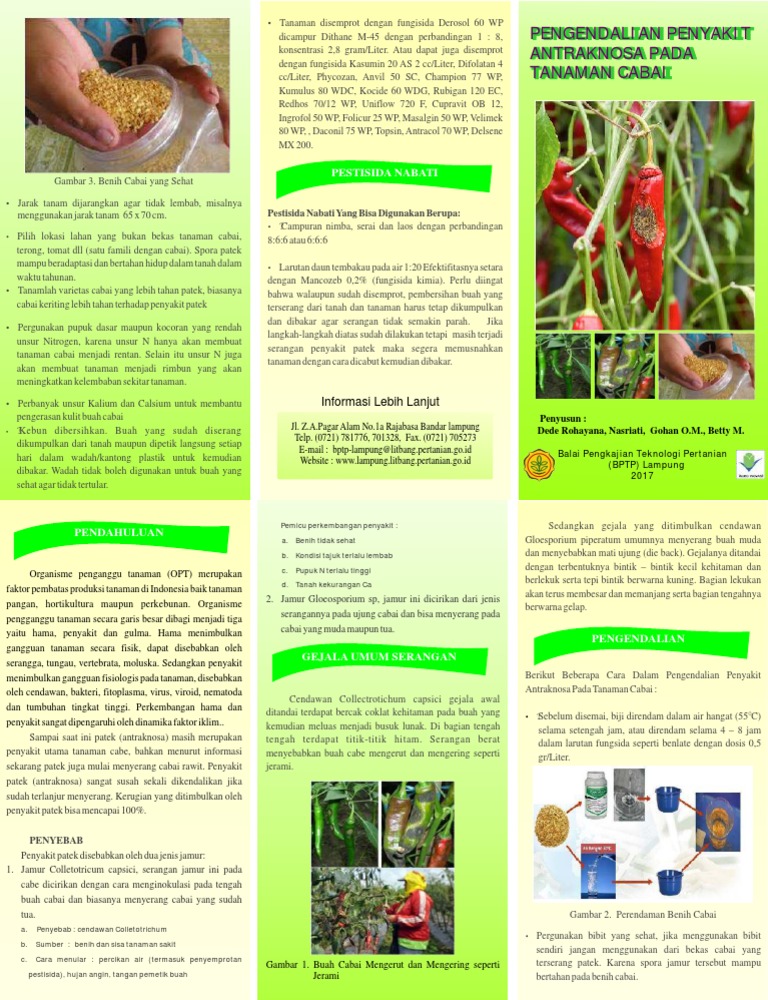 Gambar 3. Benih Cabai yang Sehat
• Jarak tanam dijarangkan agar tidak lembab, misalnya
menggunakan jarak tanam 65 x 70 cm.
• Pilih lokasi lahan yang bukan bekas tanaman cabai,
terong, tomat dll (satu famili dengan cabai). Spora patek
mampu beradaptasi dan bertahan hidup dalam tanah dalam
waktu tahunan.
• Tanamlah varietas cabai yang lebih tahan patek, biasanya
cabai keriting lebih tahan terhadap penyakit patek
• Pergunakan pupuk dasar maupun kocoran yang rendah
unsur Nitrogen, karena unsur N hanya akan membuat
tanaman cabai menjadi rentan. Selain itu unsur N juga
akan membuat tanaman menjadi rimbun yang akan
meningkatkan kelembaban sekitar tanaman.
• Perbanyak unsur Kalium dan Calsium untuk membantu
pengerasan kulit buah cabai
• Kebun dibersihkan. Buah yang sudah diserang
dikumpulkan dari tanah maupun dipetik langsung setiap
hari dalam wadah/kantong plastik untuk kemudian
dibakar. Wadah tidak boleh digunakan untuk buah yang
sehat agar tidak tertular.
• Tanaman disemprot dengan fungisida Derosol 60 WP
dicampur Dithane M-45 dengan perbandingan 1 : 8,
konsentrasi 2,8 gram/Liter. Atau dapat juga disemprot
dengan fungisida Kasumin 20 AS 2 cc/Liter, Difolatan 4
cc/Liter, Phycozan, Anvil 50 SC, Champion 77 WP,
Kumulus 80 WDC, Kocide 60 WDG, Rubigan 120 EC,
Redhos 70/12 WP, Uniflow 720 F, Cupravit OB 12,
Ingrofol 50 WP, Folicur 25 WP, Masalgin 50 WP, Velimek
80 WP, , Daconil 75 WP, Topsin, Antracol 70 WP, Delsene
MX 200.
PESTISIDA NABATI
Pestisida Nabati Yang Bisa Digunakan Berupa:
• Campuran nimba, serai dan laos dengan perbandingan
8:6:6 atau 6:6:6
• Larutan daun tembakau pada air 1:20 Efektifitasnya setara
dengan Mancozeb 0,2% (fungisida kimia). Perlu diingat
bahwa walaupun sudah disemprot, pembersihan buah yang
terserang dari tanah dan tanaman harus tetap dikumpulkan
dan dibakar agar serangan tidak semakin parah. Jika
langkah-langkah diatas sudah dilakukan tetapi masih terjadi
serangan penyakit patek maka segera memusnahkan
tanaman dengan cara dicabut kemudian dibakar.
Informasi Lebih Lanjut
Jl. Z.A.Pagar Alam No.1a Rajabasa Bandar lampung
Telp. (0721) 781776, 701328, Fax. (0721) 705273
E-mail : bptp-lampung@litbang.pertanian.go.id
Website : www.lampung.litbang.pertanian.go.id
PENGENDALIAN PENYAKIT
ANTRAKNOSA PADA
TANAMAN CABAI
Penyusun :
Dede Rohayana, Nasriati, Gohan O.M., Betty M.
Balai Pengkajian Teknologi Pertanian
(BPTP) Lampung
2017
PENDAHULUAN
Organisme penganggu tanaman (OPT) merupakan
faktor pembatas produksi tanaman di Indonesia baik tanaman
pangan, hortikultura maupun perkebunan. Organisme
pengganggu tanaman secara garis besar dibagi menjadi tiga
yaitu hama, penyakit dan gulma. Hama menimbulkan
gangguan tanaman secara fisik, dapat disebabkan oleh
serangga, tungau, vertebrata, moluska. Sedangkan penyakit
menimbulkan gangguan fisiologis pada tanaman, disebabkan
oleh cendawan, bakteri, fitoplasma, virus, viroid, nematoda
dan tumbuhan tingkat tinggi. Perkembangan hama dan
penyakit sangat dipengaruhi oleh dinamika faktor iklim..
Sampai saat ini patek (antraknosa) masih merupakan
penyakit utama tanaman cabe, bahkan menurut informasi
sekarang patek juga mulai menyerang cabai rawit. Penyakit
patek (antraknosa) sangat susah sekali dikendalikan jika
sudah terlanjur menyerang. Kerugian yang ditimbulkan oleh
penyakit patek bisa mencapai 100%.
PENYEBAB
Penyakit patek disebabkan oleh dua jenis jamur:
1. Jamur Colletotricum capsici, serangan jamur ini pada
cabe dicirikan dengan cara menginokulasi pada tengah
buah cabai dan biasanya menyerang cabai yang sudah
tua.
a. Penyebab : cendawan Colletotrichum
b. Sumber : benih dan sisa tanaman sakit
c. Cara menular : percikan air (termasuk penyemprotan
pestisida), hujan angin, tangan pemetik buah
Pemicu perkembangan penyakit :
a. Benih tidak sehat
b. Kondisi tajuk terlalu lembab
c. Pupuk N terlalu tinggi
d. Tanah kekurangan Ca
2. Jamur Gloeosporium sp, jamur ini dicirikan dari jenis
serangannya pada ujung cabai dan bisa menyerang pada
cabai yang muda maupun tua.
GEJALA UMUM SERANGAN
Cendawan Collectrotichum capsici gejala awal
ditandai terdapat bercak coklat kehitaman pada buah yang
kemudian meluas menjadi busuk lunak. Di bagian tengah
tengah terdapat titik-titik hitam. Serangan berat
menyebabkan buah cabe mengerut dan mengering seperti
jerami.
Gambar 1. Buah Cabai Mengerut dan Mengering seperti
Jerami
Sedangkan gejala yang ditimbulkan cendawan
Gloesporium piperatum umumnya menyerang buah muda
dan menyebabkan mati ujung (die back). Gejalanya ditandai
dengan terbentuknya bintik – bintik kecil kehitaman dan
berlekuk serta tepi bintik berwarna kuning. Bagian lekukan
akan terus membesar dan memanjang serta bagian tengahnya
berwarna gelap.
PENGENDALIAN
Berikut Beberapa Cara Dalam Pengendalian Penyakit
Antraknosa Pada Tanaman Cabai :
• Sebelum disemai, biji direndam dalam air hangat (55°C)
selama setengah jam, atau direndam selama 4 – 8 jam
dalam larutan fungsida seperti benlate dengan dosis 0,5
gr/Liter.
Gambar 2. Perendaman Benih Cabai
• Pergunakan bibit yang sehat, jika menggunakan bibit
sendiri jangan menggunakan dari bekas cabai yang
terserang patek. Karena spora jamur tersebut mampu
bertahan pada benih cabai.